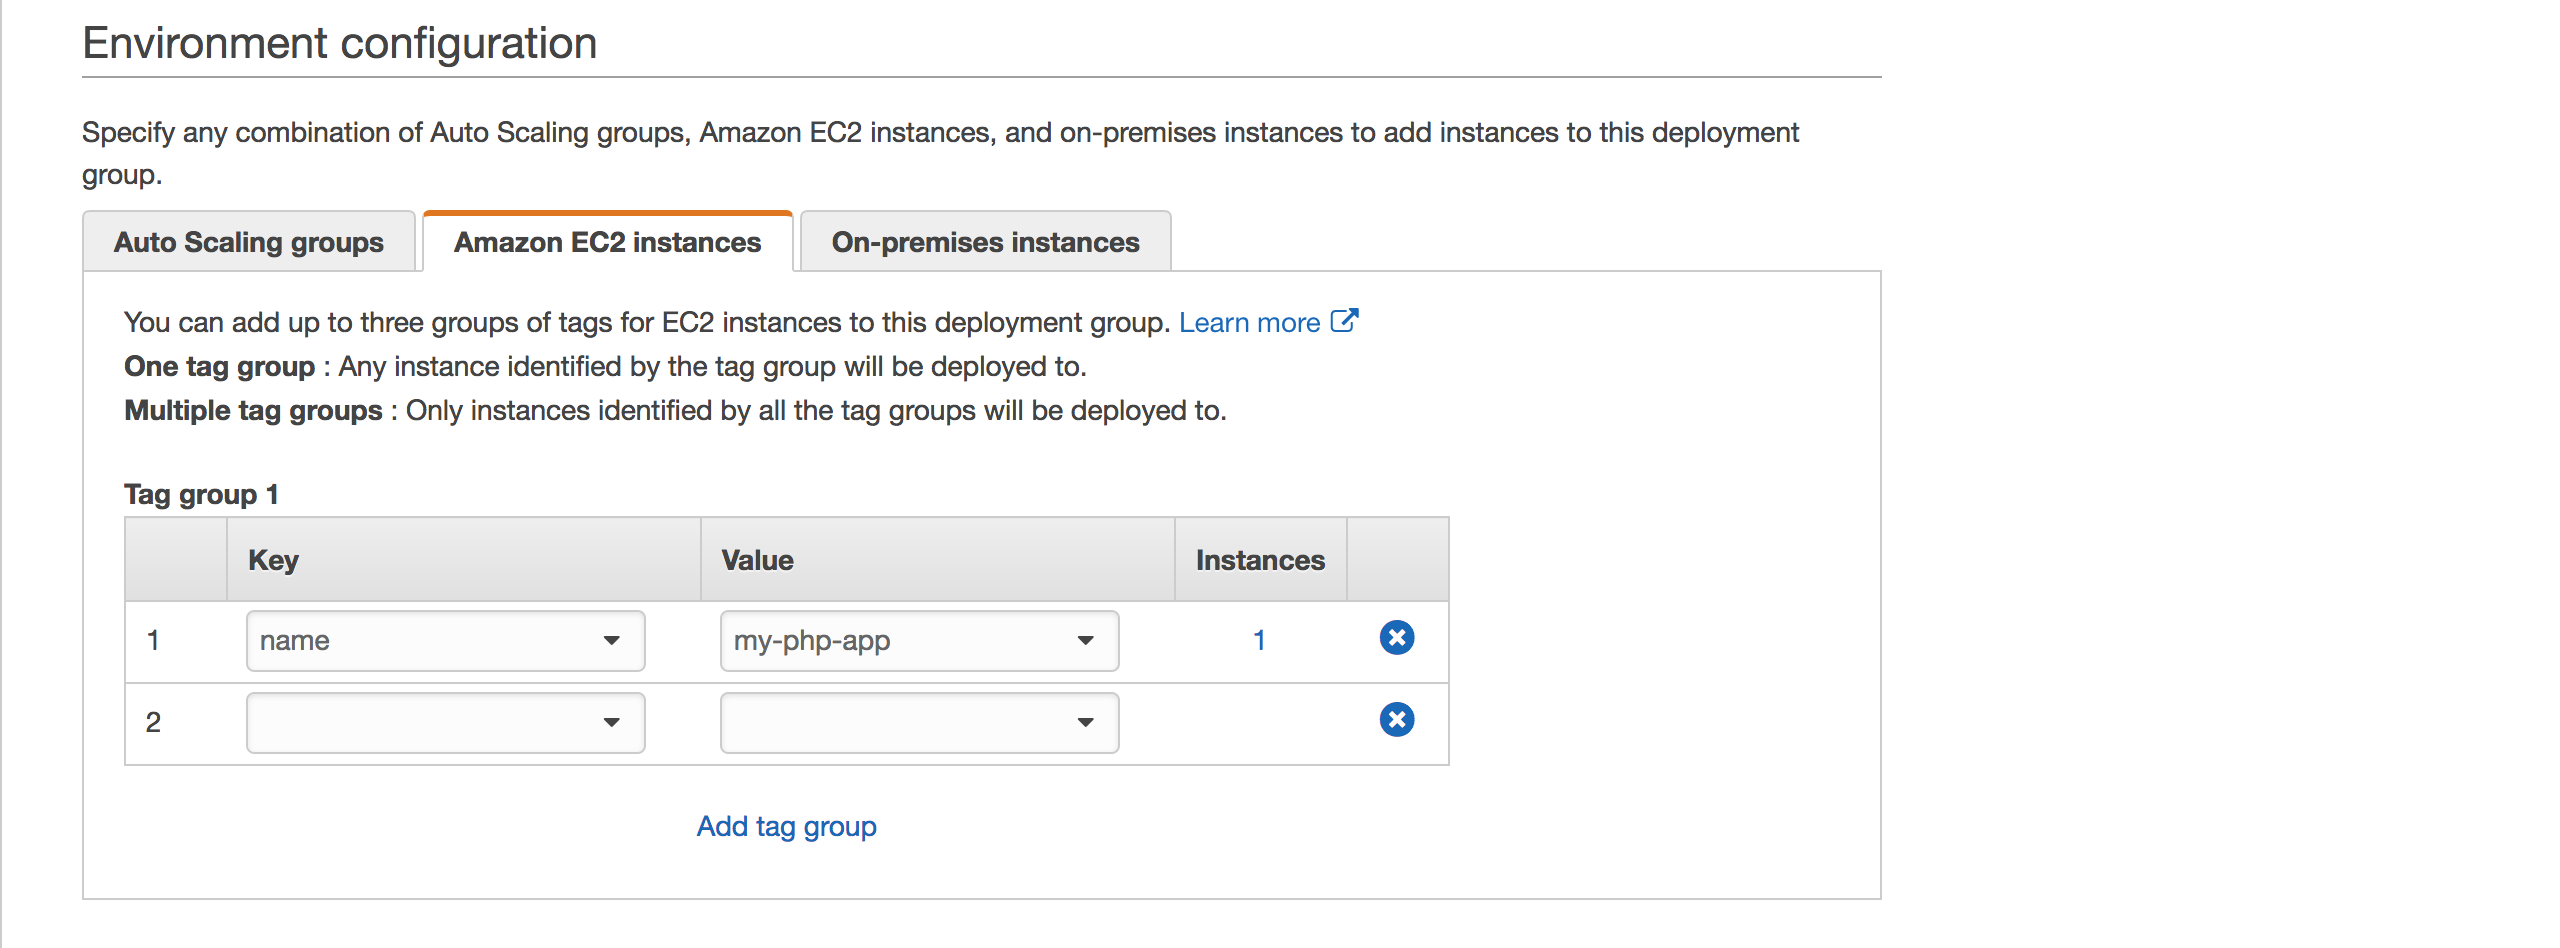 Environment configuration
Specify any combination of Auto Scaling groups, Amazon EC2 instances, and on-premises instances to add instances to this deployment
group.
Auto Scaling groups Amazon EC2 instances On-premises instances
You can add up to three groups of tags for EC2 instances to this deployment group. Learn more
One tag group : Any instance identified by the tag group will be deployed to.
Multiple tag groups : Only instances identified by all the tag groups will be deployed to.
Tag group 1
Key Value Instances
1 name my-php-app 1
2
Add tag group